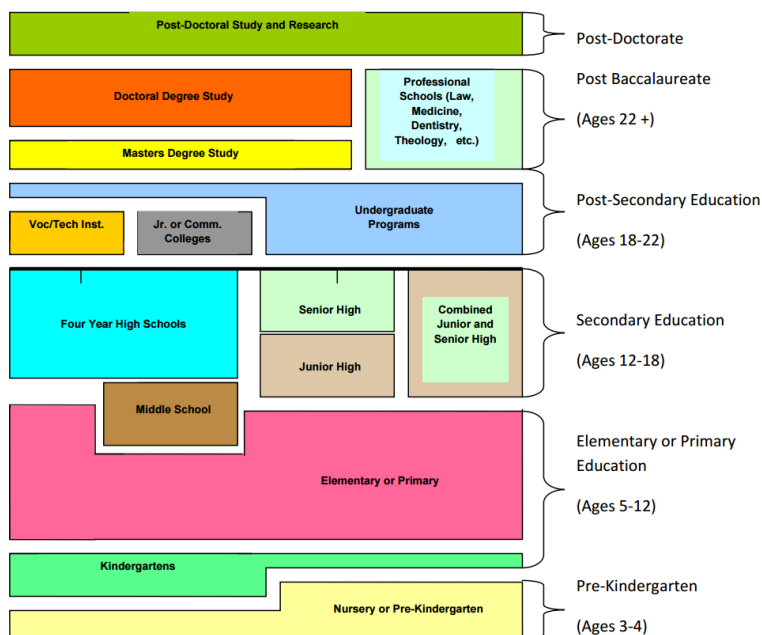 Post-Doctoral Study and Research
Post-Doctorate
Doctoral Degree Study
Professional
Schools (Law,
Medicine,
Dentistry,
Theology, etc.)
Post Baccalaureate
(Ages 22 +)
Masters Degree Study
Undergraduate
Programs
Voc/Tech Inst.
Jr. or Comm.
Colleges
Post-Secondary Education
(Ages 18-22)
Four Year High Schools
Senior High
Junior High
Combined
Junior and
Senior High
Secondary Education
(Ages 12-18)
Middle School
Elementary or Primary
Elementary or Primary
Education
(Ages 5-12)
Kindergartens
Nursery or Pre-Kindergarten
Pre-Kindergarten
(Ages 3-4)